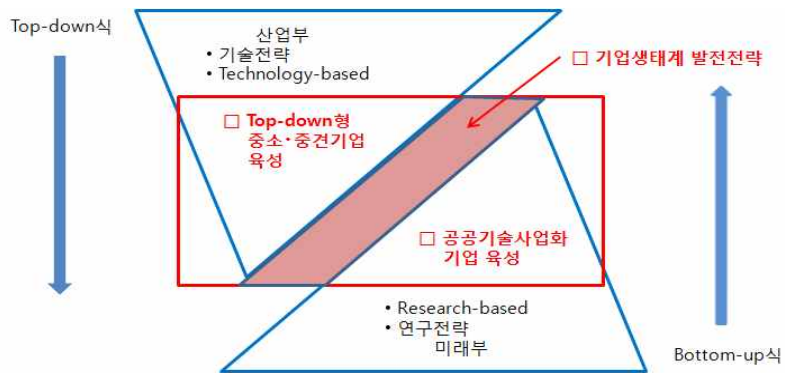 Top-down식
산업부
• 기술전략
• Technology-based
□ 기업생태계 발전전략
□ Top-down형
중소·중견기업
육성
□ 공공기술사업화
기업 육성
• Research-based
• 연구전략
미래부
Bottom-up식